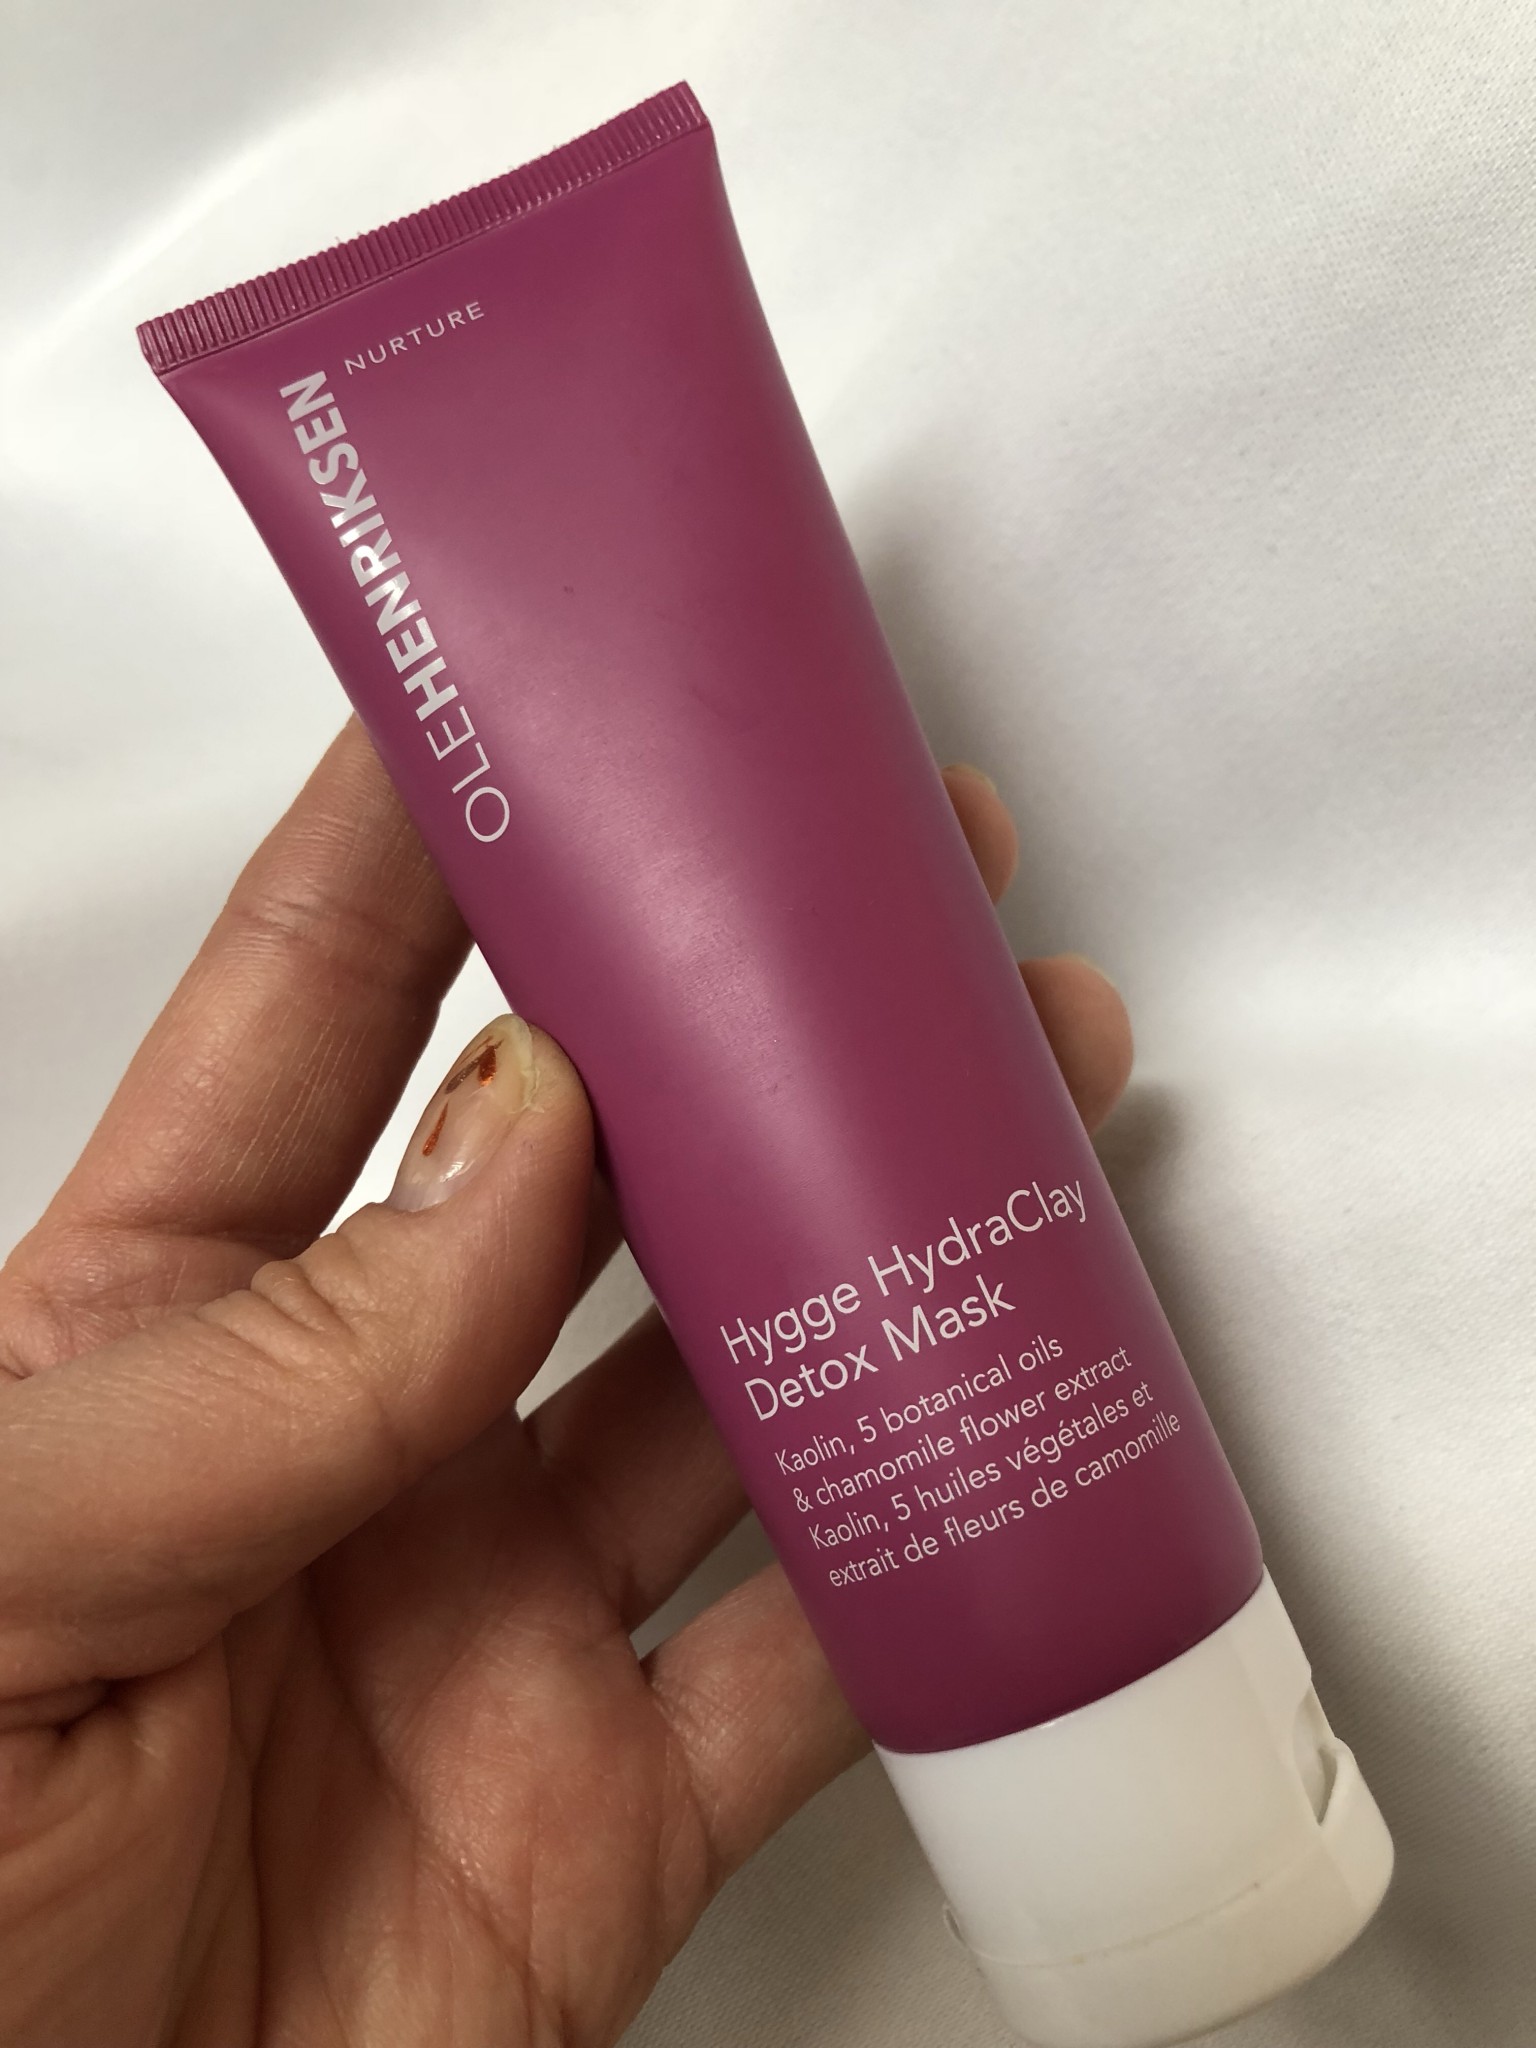 NURTURE
OLEHENRIKSEN
Hygge HydraClay
Detox Mask
Kaolin, 5 botanical oils
& chamomile flower extract
Kaolin, 5 huiles végétales et
extrait de fleurs de camomille